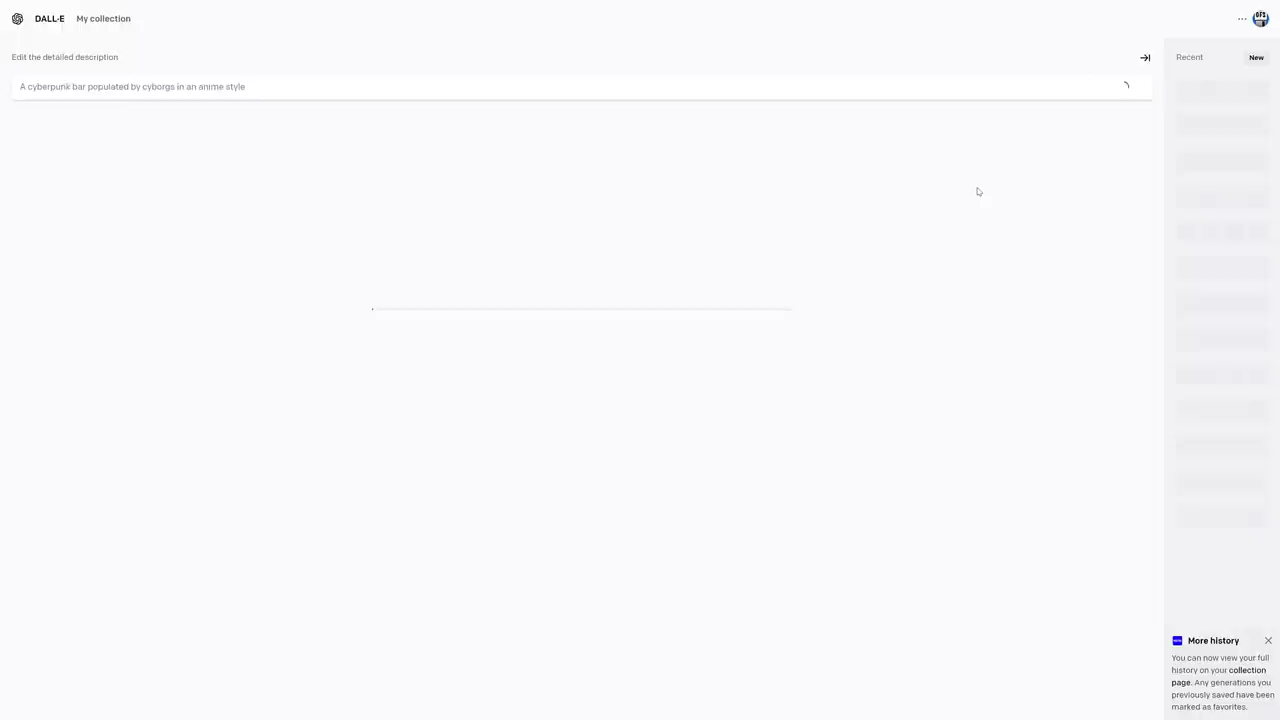 DALL·E My collection
Edit the detailed description
A cyberpunk bar populated by cyborgs in an anime style
Recent New
More history
You can now view your full
history on your collection
page. Any generations you
previously saved have been
marked as favorites.